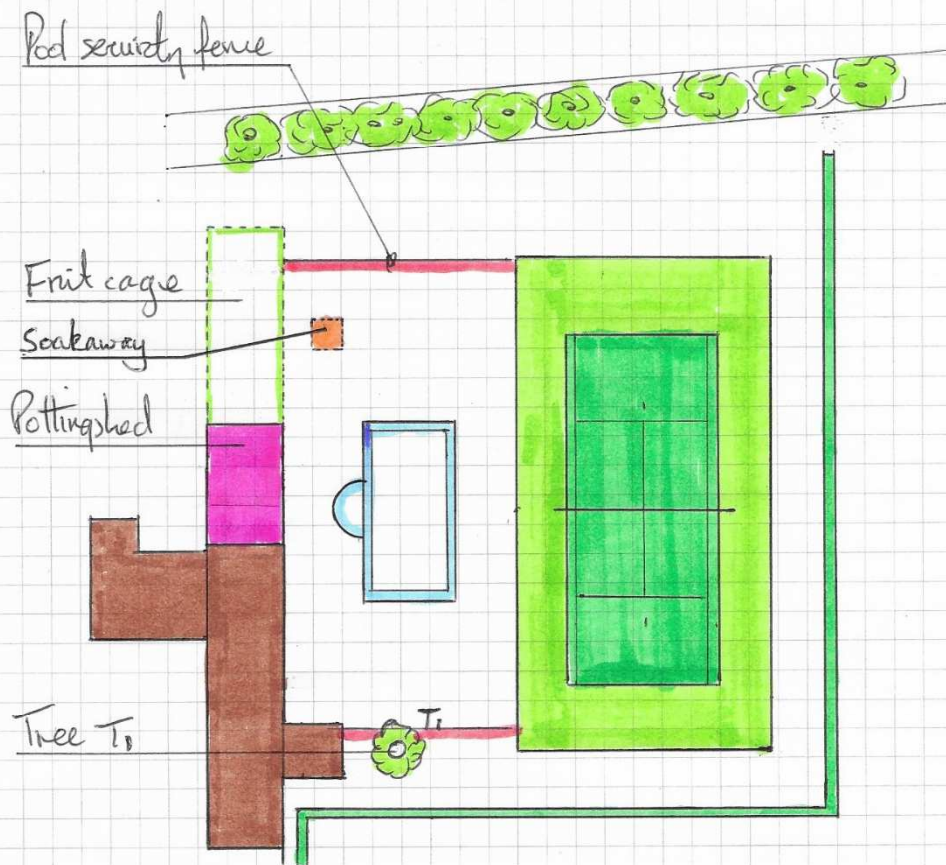 Pool security fence
Fruit cage
Soakaway
Pottingshed
T1
Tree T1